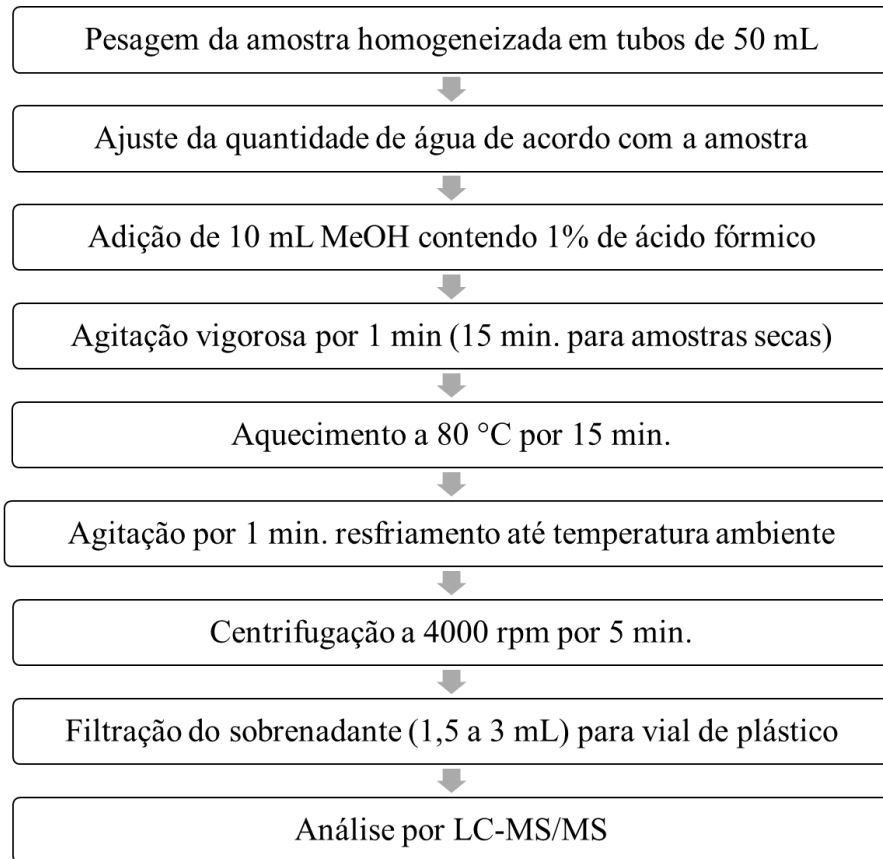 Pesagem da amostra homogeneizada em tubos de 50 mL
Ajuste da quantidade de água de acordo com a amostra
Adição de 10 mL MeOH contendo 1% de ácido fórmico
Agitação vigorosa por 1 min (15 min. para amostras secas)
Aquecimento a 80 °C por 15 min.
Agitação por 1 min. resfriamento até temperatura ambiente
Centrifugação a 4000 rpm por 5 min.
Filtração do sobrenadante (1,5 a 3 mL) para vial de plástico
Análise por LC-MS/MS